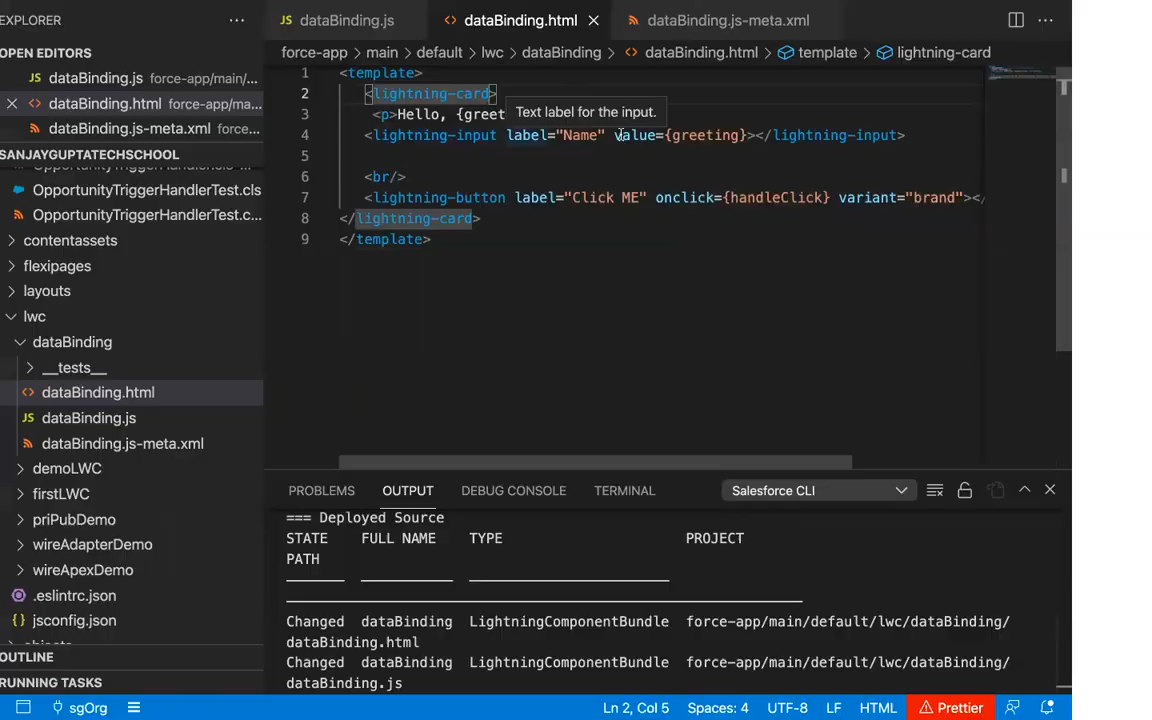 EXPLORER
OPEN EDITORS
dataBinding.js force-app/main/...
dataBinding.html force-app/ma...
dataBinding.js-meta.xml force...
SANJAYGUPTATECHSCHOOL
OpportunityTriggerHandlerTest.cls
OpportunityTriggerHandlerTest.c...
contentassets
flexipages
layouts
lwc
dataBinding
__tests__
dataBinding.html
dataBinding.js
dataBinding.js-meta.xml
demoLWC
firstLWC
priPubDemo
wireAdapterDemo
wireApexDemo
.eslintrc.json
jsconfig.json
OUTLINE
RUNNING TASKS
JS dataBinding.js
<> dataBinding.html
dataBinding.js-meta.xml
force-app > main > default > lwc > dataBinding > <> dataBinding.html > template > lightning-card
1 <template>
2 <lightning-card>
Text label for the input.
3 <p>Hello, {greet
4 <lightning-input label="Name" value={greeting}></lightning-input>
5
6 <br/>
7 <lightning-button label="Click ME" onclick={handleClick} variant="brand"></
8 </lightning-card>
9 </template>
PROBLEMS OUTPUT DEBUG CONSOLE TERMINAL Salesforce CLI
=== Deployed Source
STATE FULL NAME TYPE PROJECT
PATH
Changed dataBinding LightningComponentBundle force-app/main/default/lwc/dataBinding/
dataBinding.html
Changed dataBinding LightningComponentBundle force-app/main/default/lwc/dataBinding/
dataBinding.js
sgOrg
Ln 2, Col 5 Spaces: 4 UTF-8 LF HTML Prettier